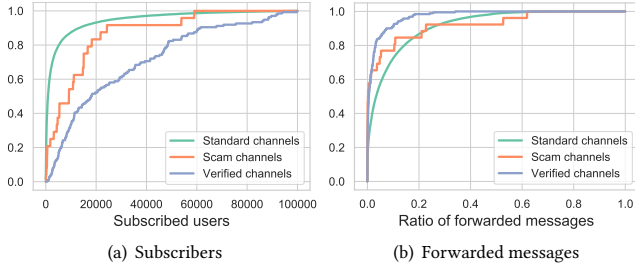 1.0
0.8
0.6
0.4
0.2
0.0
Standard channels
Scam channels
Verified channels
0 20000 40000 60000 80000 100000
Subscribed users
(a) Subscribers
1.0
0.8
0.6
0.4
0.2
0.0
Standard channels
Scam channels
Verified channels
0.0 0.2 0.4 0.6 0.8 1.0
Ratio of forwarded messages
(b) Forwarded messages